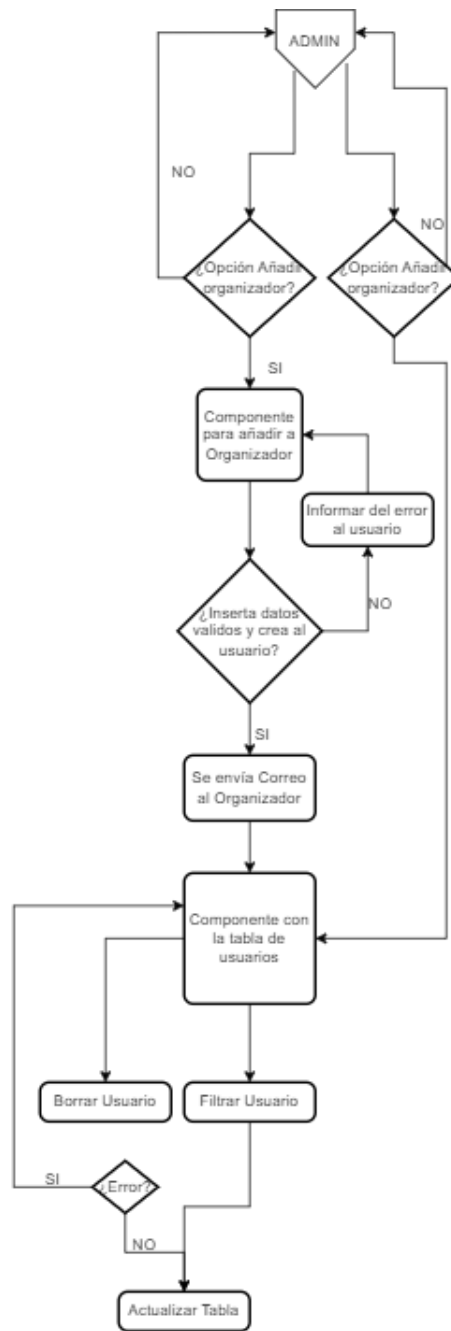 ADMIN
NO
NO
¿Opción Añadir
organizador?
¿Opción Añadir
organizador?
SI
Componente
para añadir a
Organizador
Informar del error
al usuario
¿Inserta datos
validos y crea al
usuario?
NO
SI
Se envía Correo
al Organizador
Componente con
la tabla de
usuarios
Borrar Usuario
Filtrar Usuario
SI
¿Error?
NO
Actualizar Tabla